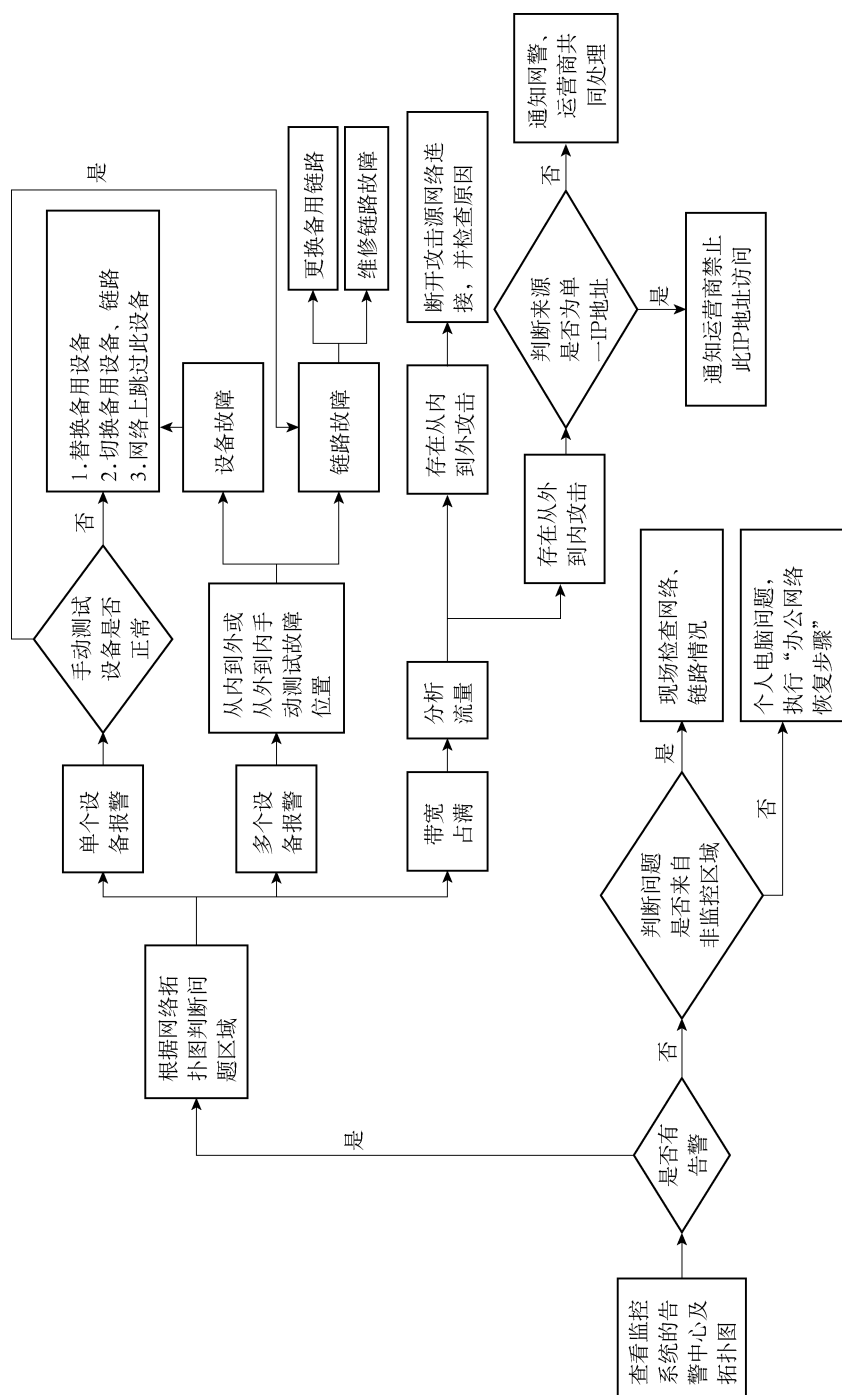 查看监控
系统的告
警中心及
拓扑图
是否有
告警
是
否
根据网络拓
扑图判断问
题区域
单个设
备报警
手动测试
设备是否
正常
是
否
1.替换备用设备
2.切换备用设备、链路
3.网络上跳过此设备
多个设
备报警
从内到外或
从外到内手
动测试故障
位置
设备故障
链路故障
更换备用链路
维修链路故障
带宽
占满
分析
流量
存在从内
到外攻击
断开攻击源网络连
接，并检查原因
存在从外
到内攻击
判断来源
是否为单
一IP地址
否
通知网警、
运营商共
同处理
是
通知运营商禁止
此IP地址访问
判断问题
是否来自
非监控区域
是
现场检查网络、
链路情况
否
个人电脑问题，
执行“办公网络
恢复步骤”